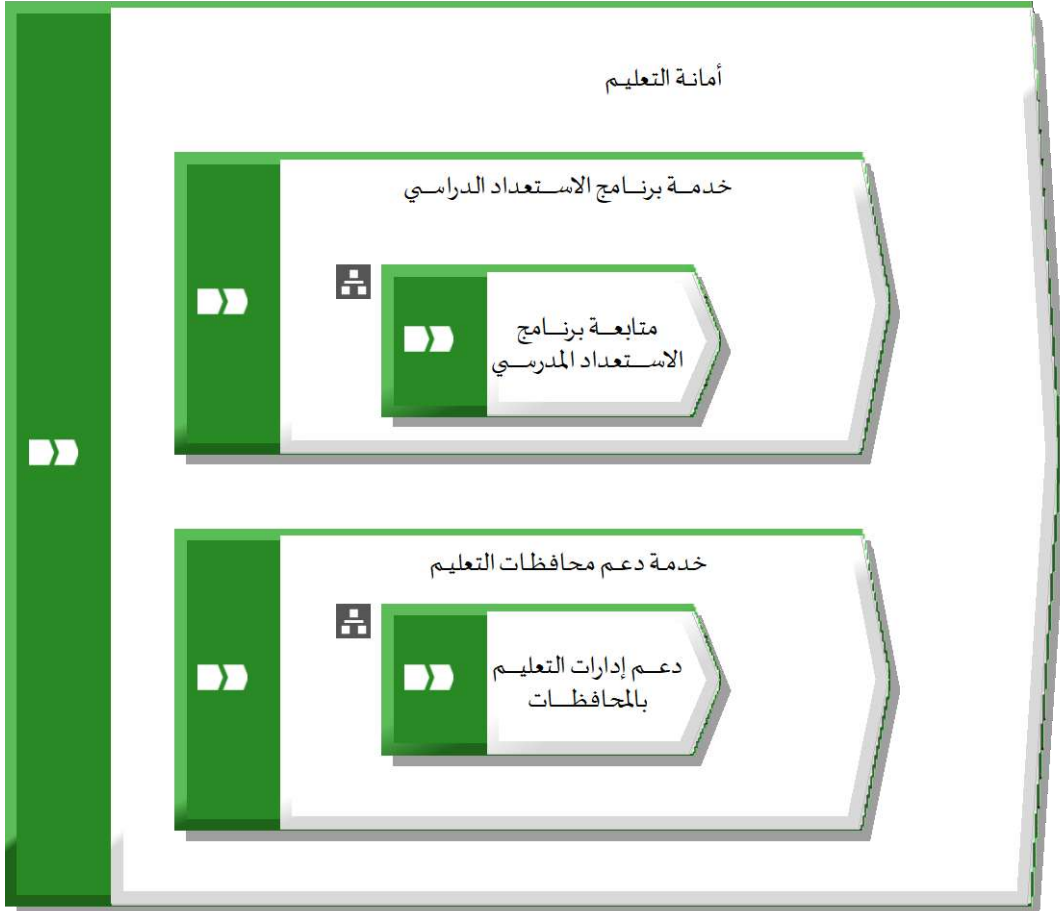 أمانة التعليم
خدمة برنامج الاستعداد الدراسي
متابعة برنامج
الاستعداد المدرسي
خدمة دعم محافظات التعليم
دعم إدارات التعليم
بالمحافظات